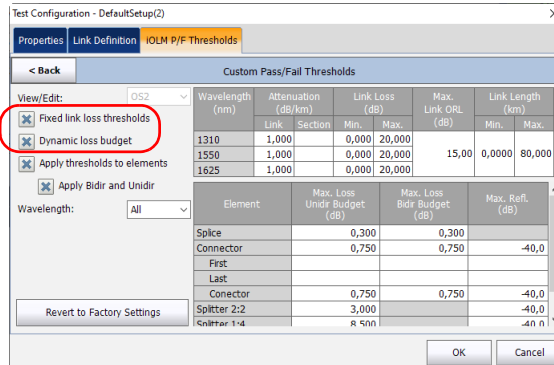 Test Configuration - DefaultSetup(2)
Properties Link Definition iOLM P/F Thresholds
< Back
Custom Pass/Fail Thresholds
View/Edit: OS2
Fixed link loss thresholds
Dynamic loss budget
Apply thresholds to elements
Apply Bidir and Unidir
Wavelength: All
Revert to Factory Settings
Wavelength (nm) Attenuation (dB/km) Link Loss (dB) Max. Link ORL (dB) Link Length (km)
Link Section Min. Max. Min. Max.
1310 1,000 0,000 20,000
1550 1,000 0,000 20,000 15,00 0,0000 80,000
1625 1,000 0,000 20,000
Element Max. Loss Unidir Budget (dB) Max. Loss Bidir Budget (dB) Max. Refl. (dB)
Splice 0,300 0,300
Connector 0,750 0,750 -40,0
First
Last
Conector 0,750 0,750 -40,0
Splitter 2:2 3,000 -40,0
Splitter 1:4 8,500 -40,0
OK Cancel